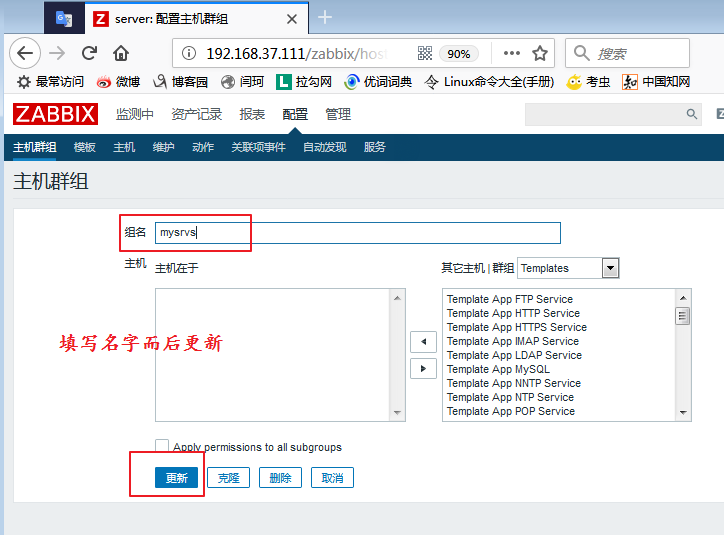 server: 配置主机群组
192.168.37.111/zabbix/hos
90%
搜索
最常访问 微博 博客园 闫珂 拉勾网 优词词典 Linux命令大全(手册) 考虫 中国知网
ZABBIX 监测中 资产记录 报表 配置 管理
主机群组 模板 主机 维护 动作 关联项事件 自动发现 服务
主机群组
组名 mysrvs
主机 主机在于 其它主机 | 群组 Templates
Template App FTP Service
Template App HTTP Service
Template App HTTPS Service
Template App IMAP Service
Template App LDAP Service
Template App MySQL
Template App NNTP Service
Template App NTP Service
Template App POP Service
填写名字而后更新
Apply permissions to all subgroups
更新 克隆 删除 取消